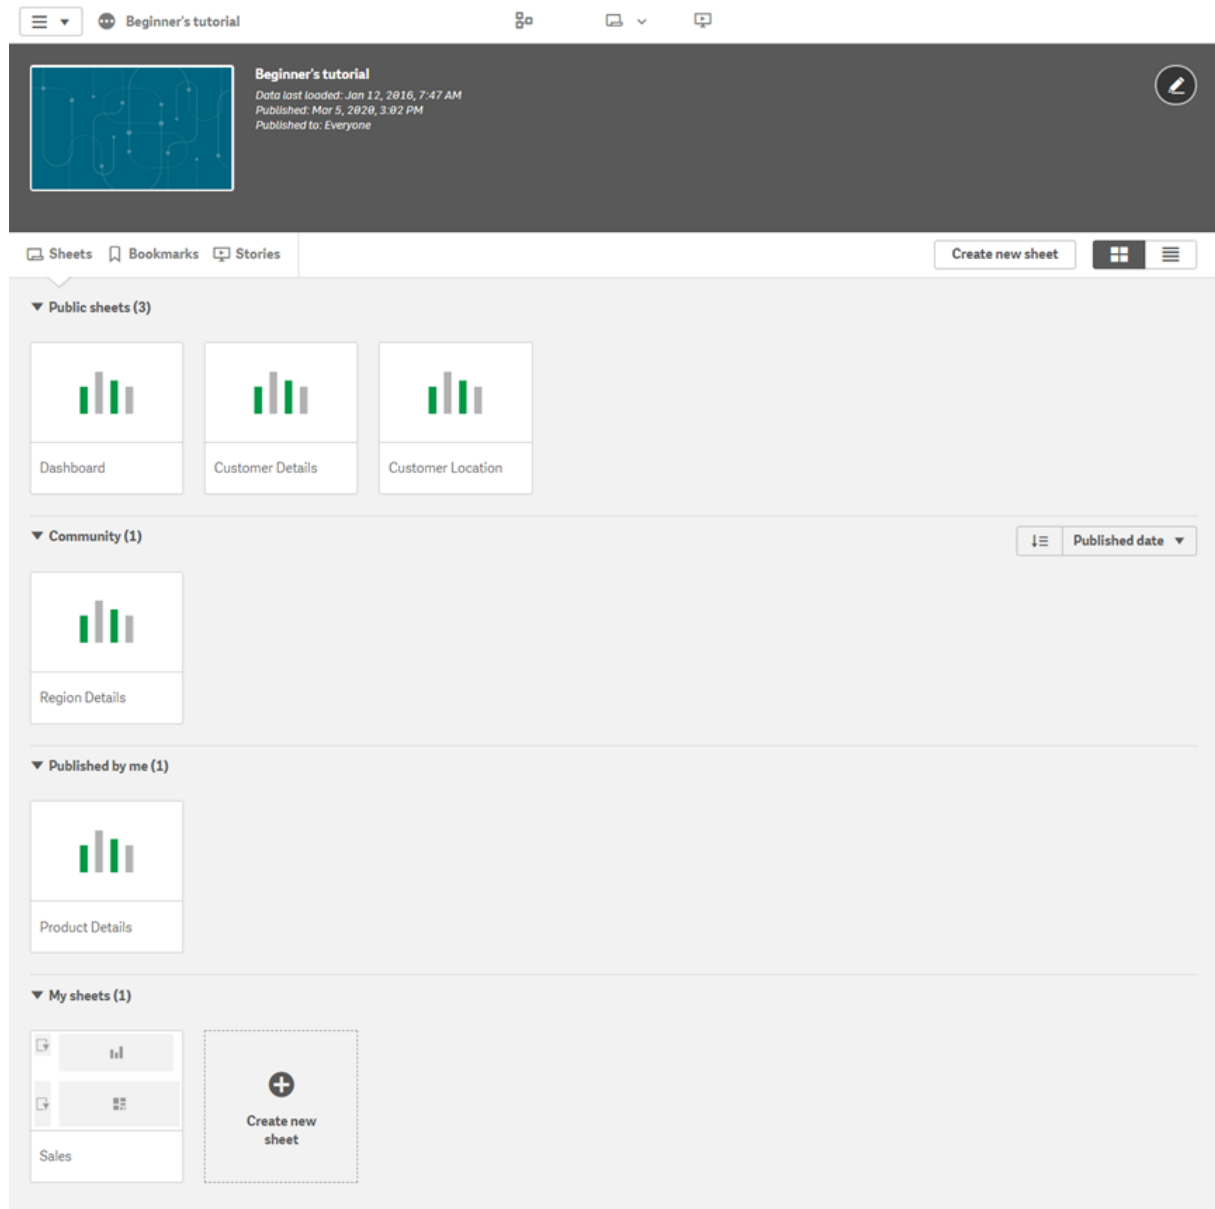 Beginner's tutorial
Beginner's tutorial
Data last loaded: Jan 12, 2016, 7:47 AM
Published: Mar 5, 2020, 3:02 PM
Published to: Everyone
Sheets Bookmarks Stories Create new sheet
Public sheets (3)
Dashboard Customer Details Customer Location
Community (1) Published date
Region Details
Published by me (1)
Product Details
My sheets (1)
Create new
sheet
Sales